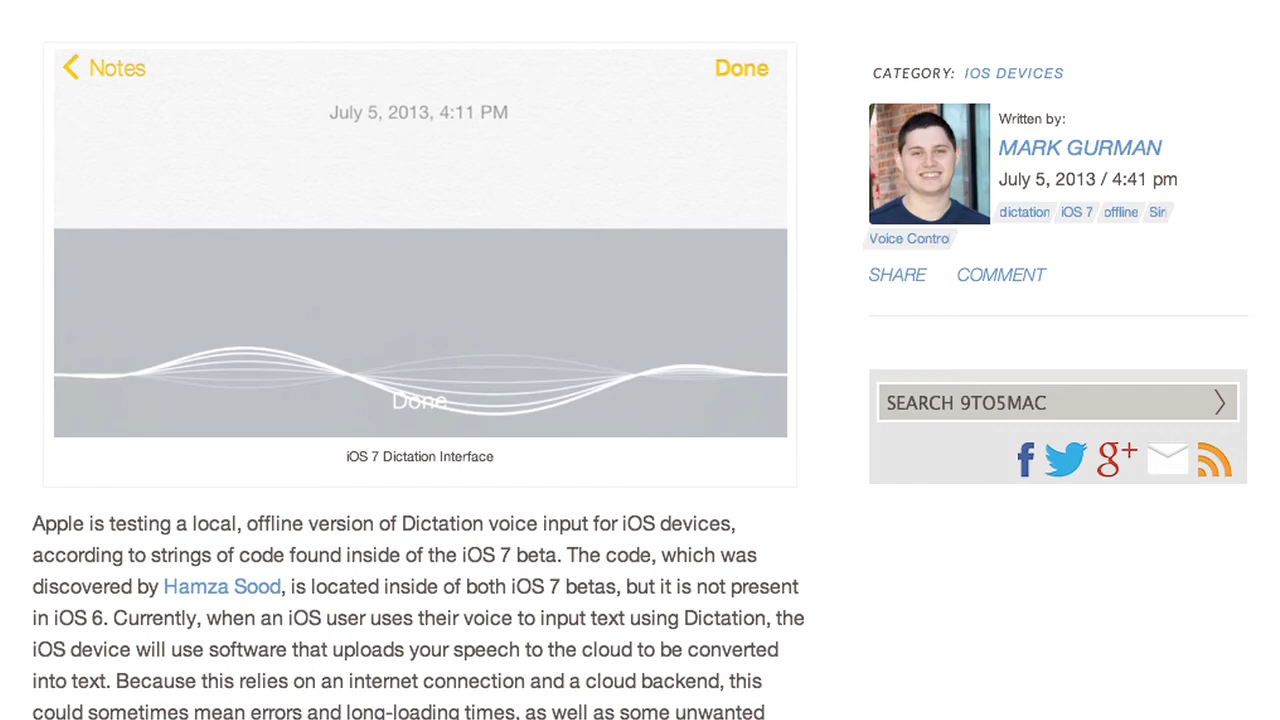 Notes
Done
July 5, 2013, 4:11 PM
Done
iOS 7 Dictation Interface
Apple is testing a local, offline version of Dictation voice input for iOS devices,
according to strings of code found inside of the iOS 7 beta. The code, which was
discovered by Hamza Sood, is located inside of both iOS 7 betas, but it is not present
in iOS 6. Currently, when an iOS user uses their voice to input text using Dictation, the
iOS device will use software that uploads your speech to the cloud to be converted
into text. Because this relies on an internet connection and a cloud backend, this
could sometimes mean errors and long-loading times, as well as some unwanted
CATEGORY: IOS DEVICES
Written by:
MARK GURMAN
July 5, 2013 / 4:41 pm
dictation iOS 7 offline Siri
Voice Control
SHARE COMMENT
SEARCH 9TO5MAC
f g+